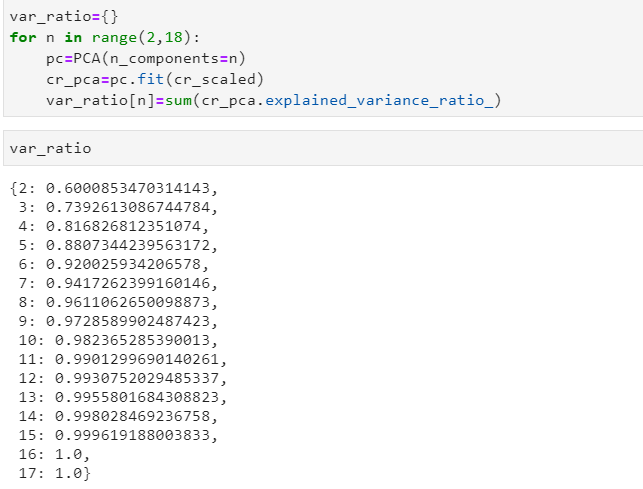 var_ratio={}
for n in range(2,18):
    pc=PCA(n_components=n)
    cr_pca=pc.fit(cr_scaled)
    var_ratio[n]=sum(cr_pca.explained_variance_ratio_)
var_ratio
{2: 0.6000853470314143,
 3: 0.7392613086744784,
 4: 0.816826812351074,
 5: 0.8807344239563172,
 6: 0.920025934206578,
 7: 0.9417262399160146,
 8: 0.9611062650098873,
 9: 0.9728589902487423,
 10: 0.982365285390013,
 11: 0.9901299690140261,
 12: 0.9930752029485337,
 13: 0.9955801684308823,
 14: 0.998028469236758,
 15: 0.999619188003833,
 16: 1.0,
 17: 1.0}